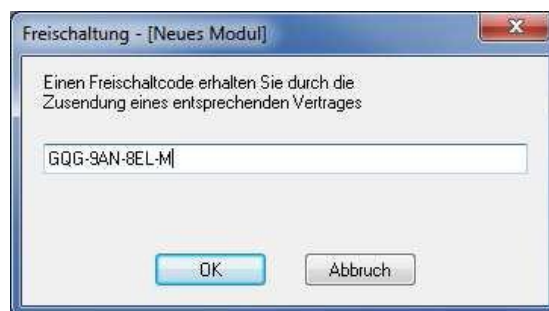 Freischaltung - [Neues Modul]
Einen Freischaltcode erhalten Sie durch die
Zusendung eines entsprechenden Vertrages
GQG-9AN-8EL-M
OK
Abbruch